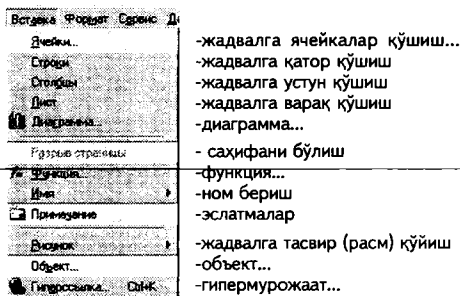 Вставка Формат Сервис Да
Ячейки... -жадвалга ячейкалар қўшиш...
Строки -жадвалга қатор қўшиш
Столбцы -жадвалга устун қўшиш
Лист -жадвалга варақ қўшиш
Диаграмма... -диаграмма...
Разрыв страницы - саҳифани бўлиш
Функция... -функция...
Имя -ном бериш
Примечание -эслатмалар
Рисунок -жадвалга тасвир (расм) қўйиш
Объект... -объект...
Гиперссылка... Ctrl+K -гипермурожаат...